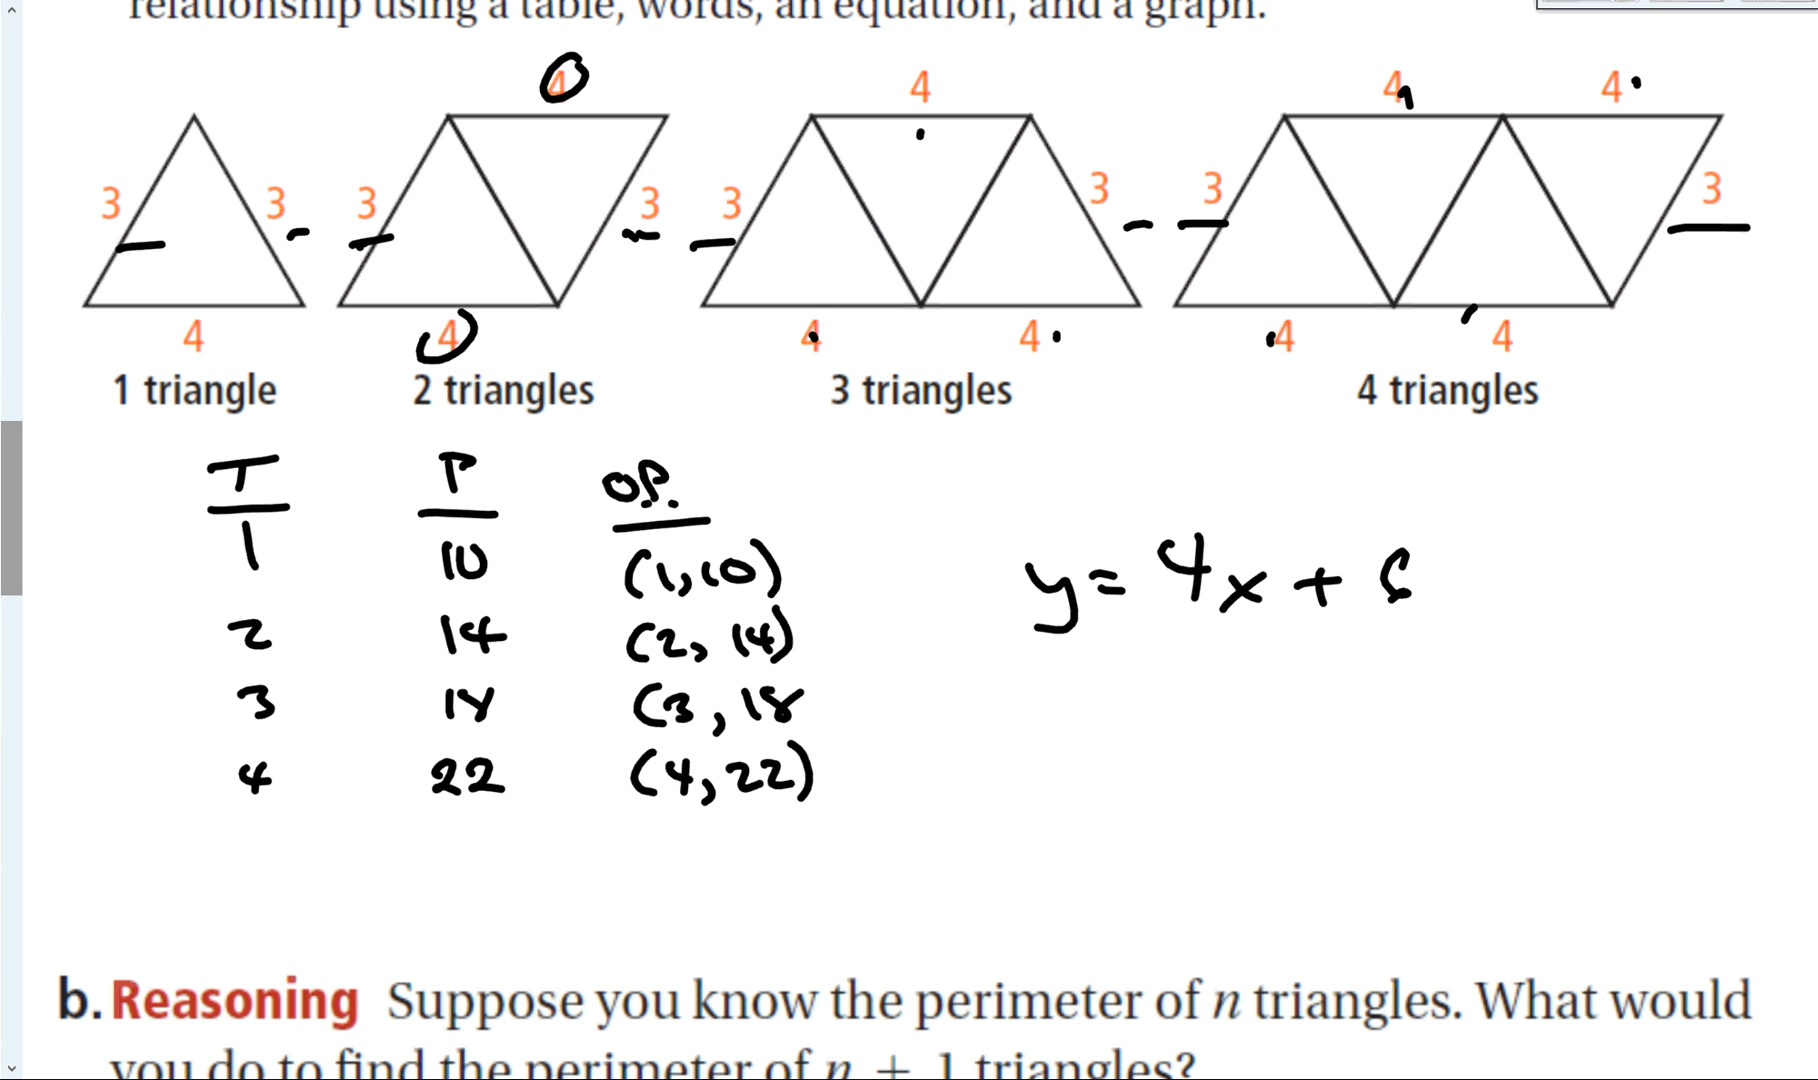 relationship using a table, words, an equation, and a graph.
4 4 4 4
3 3 3 3 3 3 3 3
4 4 4 4 4 4
1 triangle 2 triangles 3 triangles 4 triangles
T P O.P.
1 10 (1,10)
y = 4x + 6
2 14 (2, 14)
3 18 (3, 18
4 22 (4, 22)
b. Reasoning Suppose you know the perimeter of n triangles. What would
you do to find the perimeter of n + 1 triangles?